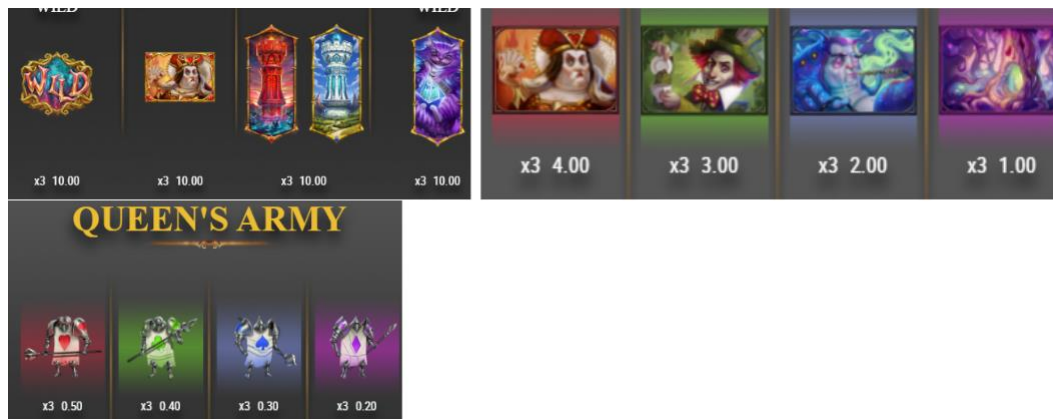 WILD
WILD
WILD
x3 10.00
x3 10.00
x3 10.00
x3 10.00
x3 4.00
x3 3.00
x3 2.00
x3 1.00
QUEEN'S ARMY
x3 0.50
x3 0.40
x3 0.30
x3 0.20